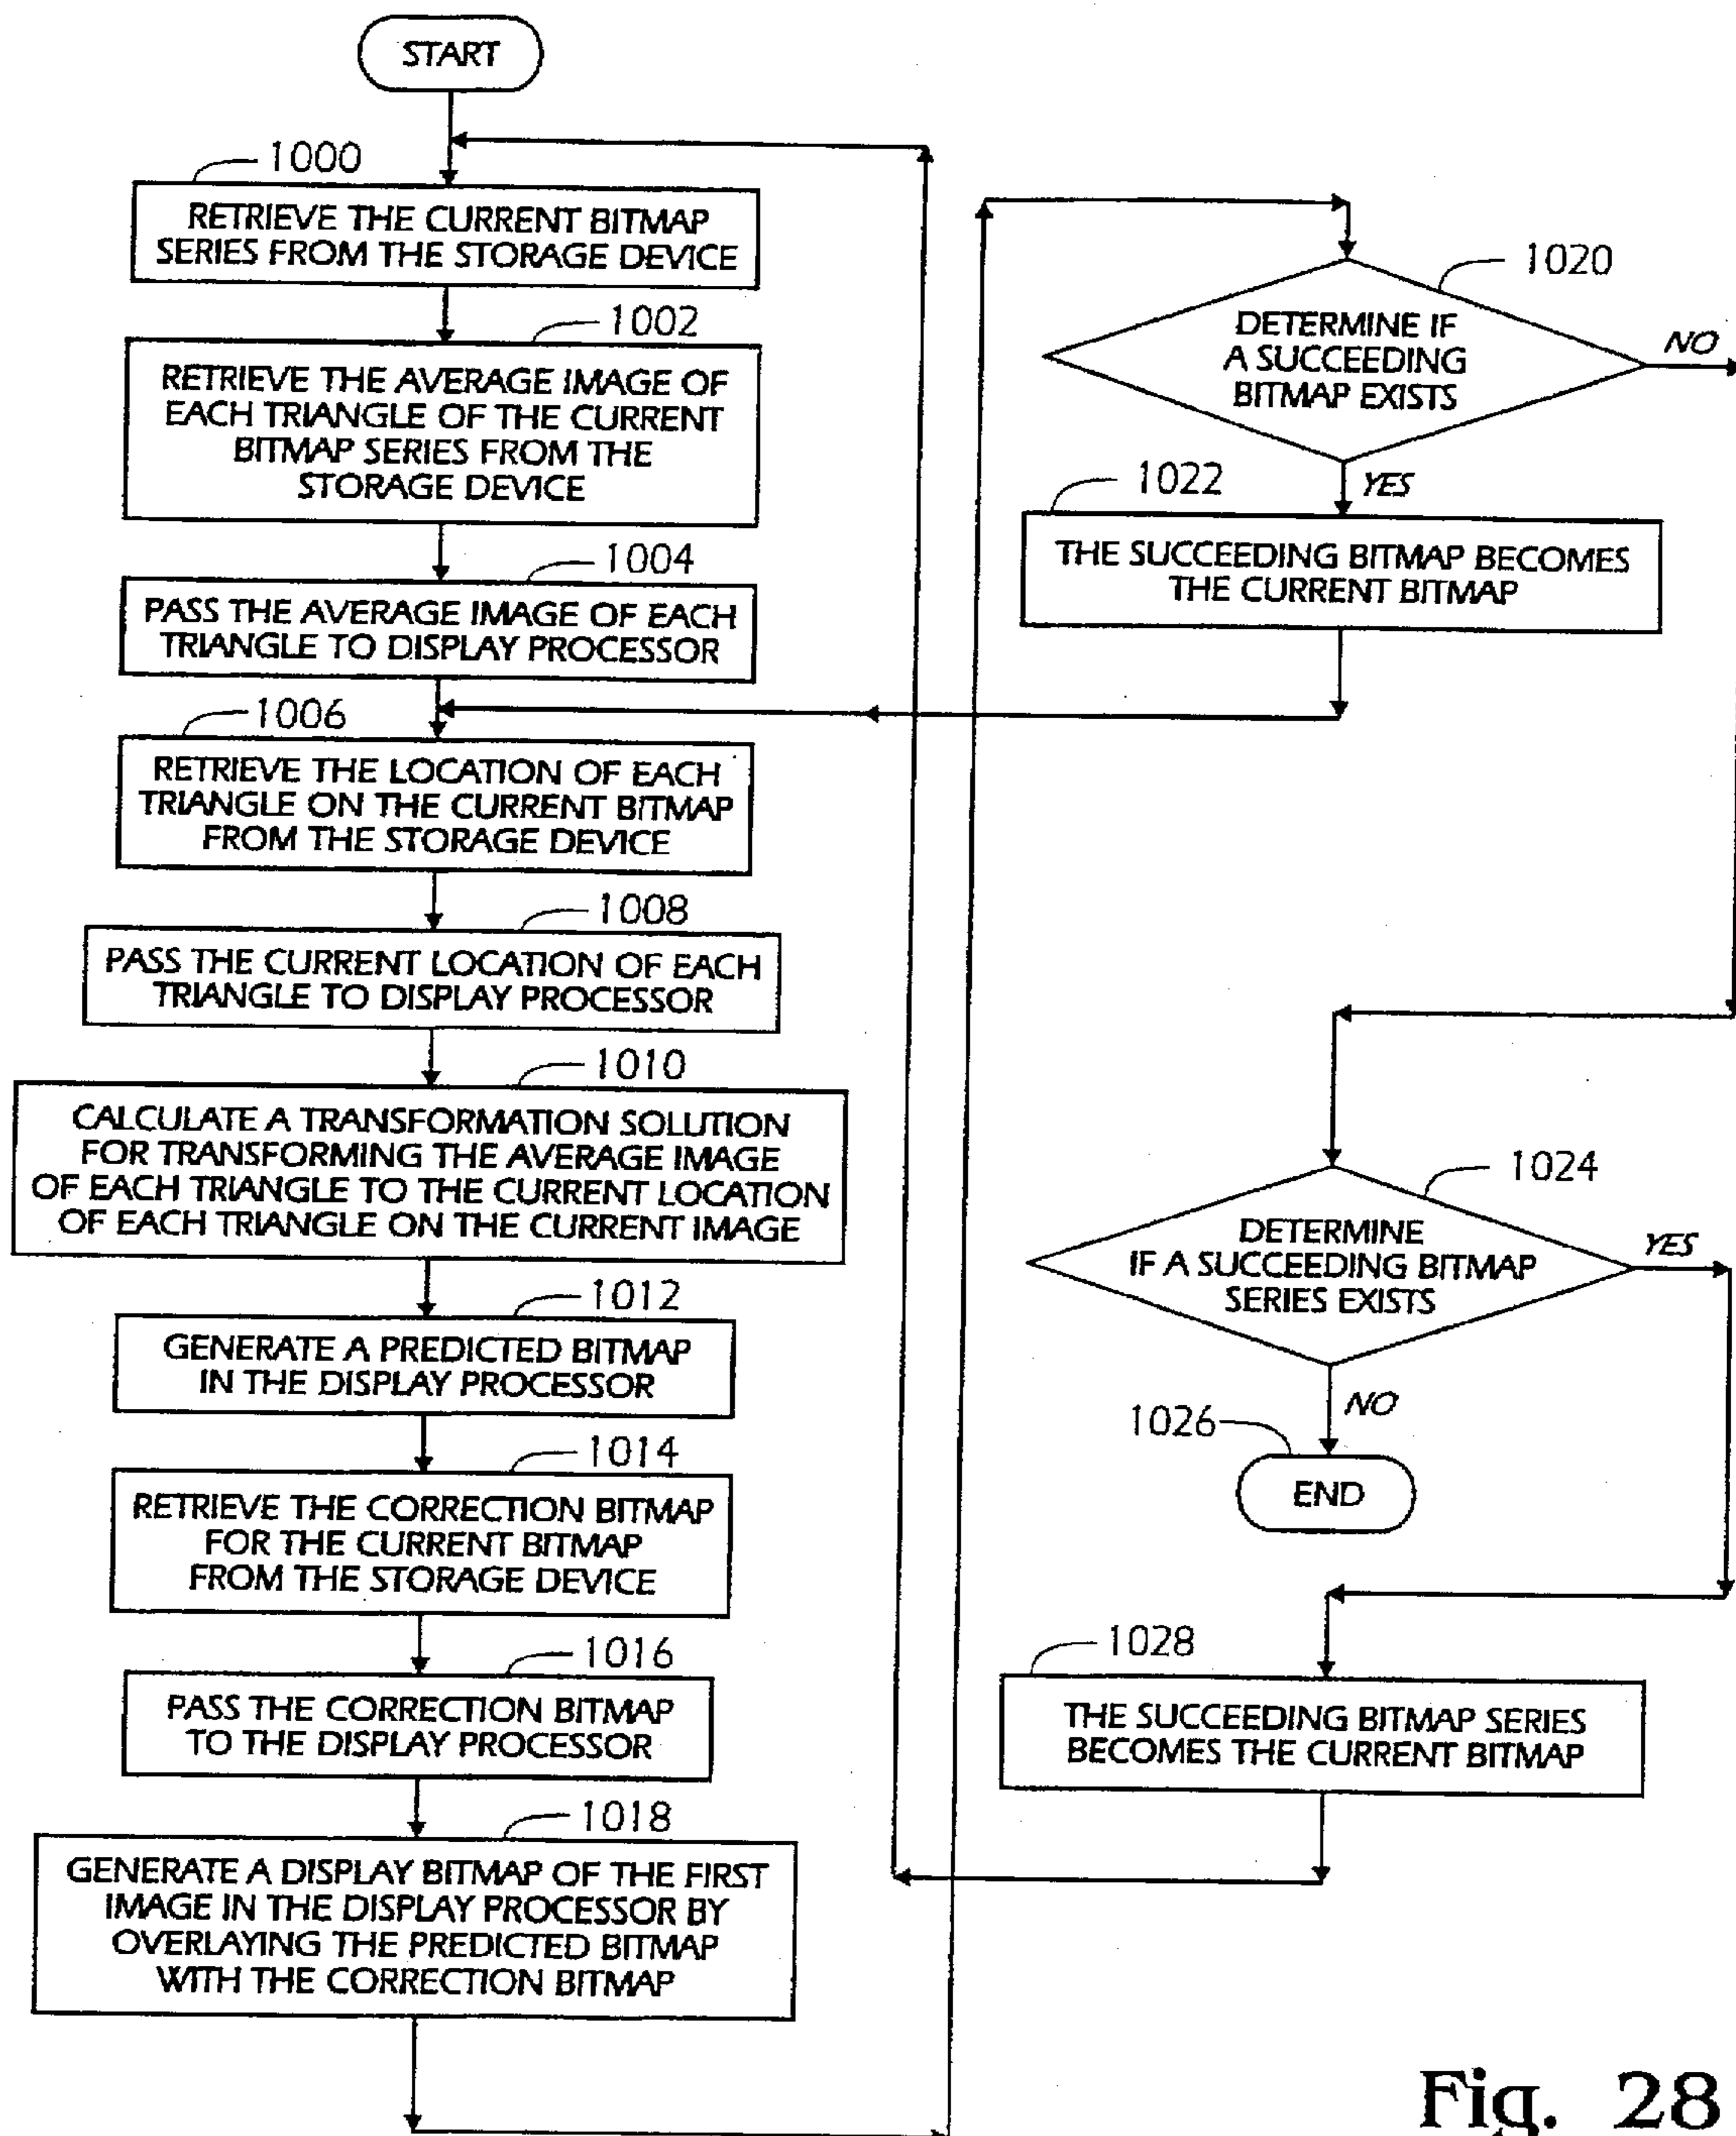 START
1000
RETRIEVE THE CURRENT BITMAP
SERIES FROM THE STORAGE DEVICE
1002
RETRIEVE THE AVERAGE IMAGE OF
EACH TRIANGLE OF THE CURRENT
BITMAP SERIES FROM THE
STORAGE DEVICE
1004
PASS THE AVERAGE IMAGE OF EACH
TRIANGLE TO DISPLAY PROCESSOR
1006
RETRIEVE THE LOCATION OF EACH
TRIANGLE ON THE CURRENT BITMAP
FROM THE STORAGE DEVICE
1008
PASS THE CURRENT LOCATION OF EACH
TRIANGLE TO DISPLAY PROCESSOR
1010
CALCULATE A TRANSFORMATION SOLUTION
FOR TRANSFORMING THE AVERAGE IMAGE
OF EACH TRIANGLE TO THE CURRENT LOCATION
OF EACH TRIANGLE ON THE CURRENT IMAGE
1012
GENERATE A PREDICTED BITMAP
IN THE DISPLAY PROCESSOR
1014
RETRIEVE THE CORRECTION BITMAP
FOR THE CURRENT BITMAP
FROM THE STORAGE DEVICE
1016
PASS THE CORRECTION BITMAP
TO THE DISPLAY PROCESSOR
1018
GENERATE A DISPLAY BITMAP OF THE FIRST
IMAGE IN THE DISPLAY PROCESSOR BY
OVERLAYING THE PREDICTED BITMAP
WITH THE CORRECTION BITMAP
1020
DETERMINE IF
A SUCCEEDING
BITMAP EXISTS
NO
YES
1022
THE SUCCEEDING BITMAP BECOMES
THE CURRENT BITMAP
1024
DETERMINE
IF A SUCCEEDING BITMAP
SERIES EXISTS
YES
NO
1026
END
1028
THE SUCCEEDING BITMAP SERIES
BECOMES THE CURRENT BITMAP
Fig. 28